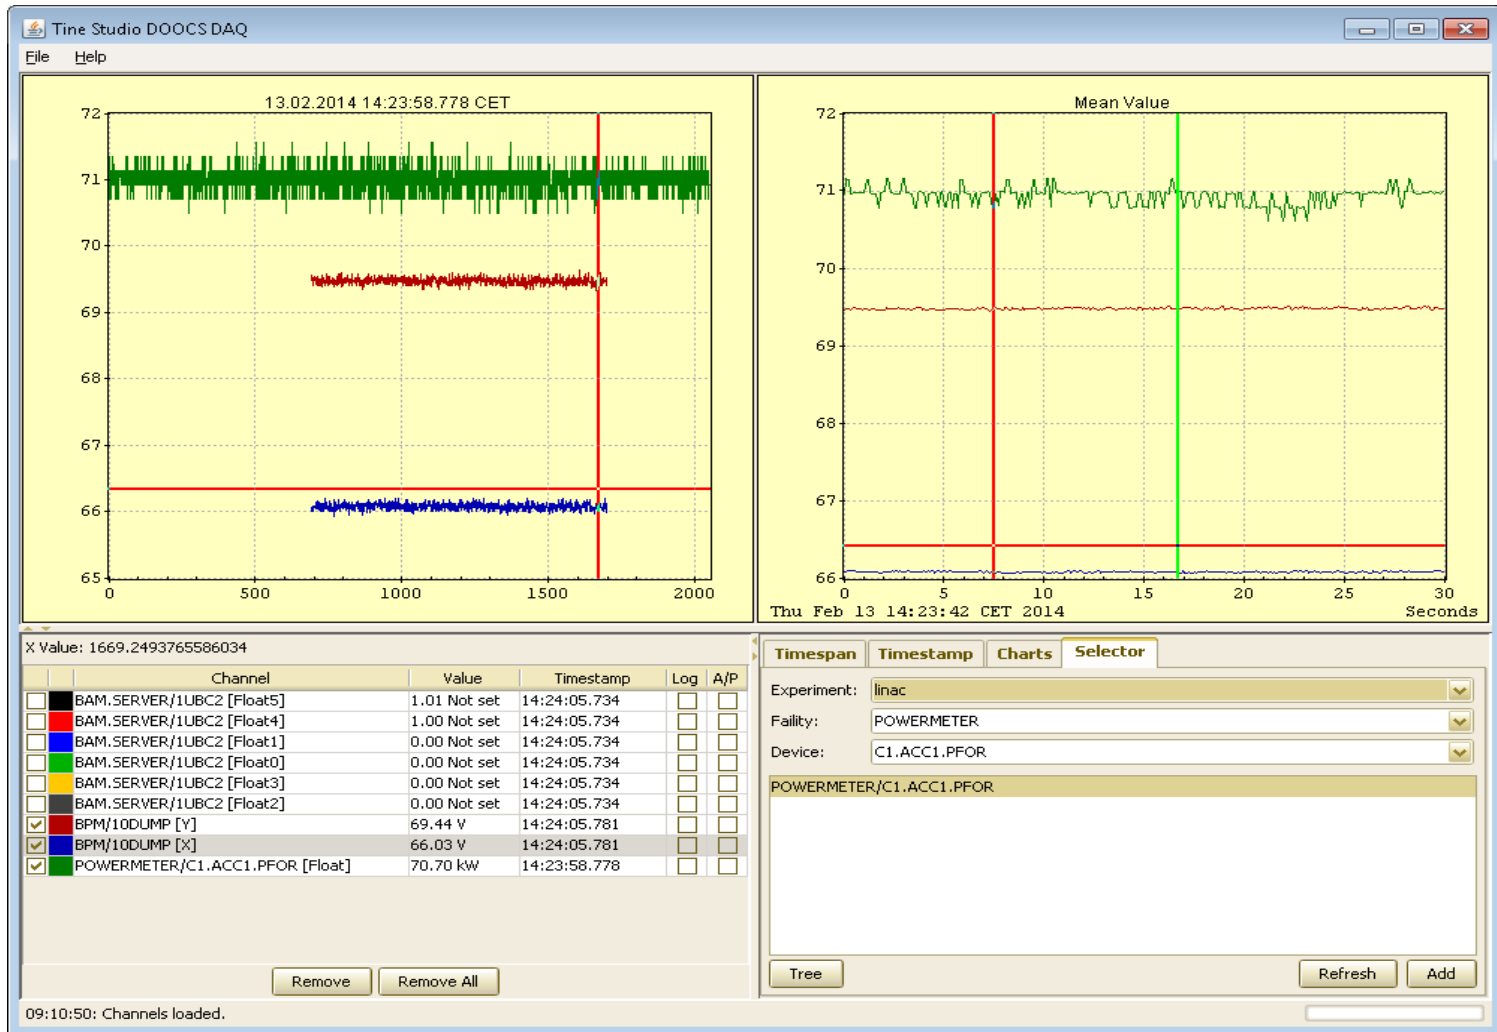 Tine Studio DOOCS DAQ
File Help
13.02.2014 14:23:58.778 CET
72
71
70
69
68
67
66
65
0 500 1000 1500 2000
Mean Value
72
71
70
69
68
67
66
0 5 10 15 20 25 30
Thu Feb 13 14:23:42 CET 2014 Seconds
X Value: 1669.2493765586034
Channel Value Timestamp Log A/P
BAM.SERVER/1UBC2 [Float5] 1.01 Not set 14:24:05.734
BAM.SERVER/1UBC2 [Float4] 1.00 Not set 14:24:05.734
BAM.SERVER/1UBC2 [Float1] 0.00 Not set 14:24:05.734
BAM.SERVER/1UBC2 [Float0] 0.00 Not set 14:24:05.734
BAM.SERVER/1UBC2 [Float3] 0.00 Not set 14:24:05.734
BAM.SERVER/1UBC2 [Float2] 0.00 Not set 14:24:05.734
BPM/10DUMP [Y] 69.44 V 14:24:05.781
BPM/10DUMP [X] 66.03 V 14:24:05.781
POWERMETER/C1.ACC1.PFOR [Float] 70.70 kW 14:23:58.778
Remove Remove All
Timespan Timestamp Charts Selector
Experiment: linac
Faility: POWERMETER
Device: C1.ACC1.PFOR
POWERMETER/C1.ACC1.PFOR
Tree Refresh Add
09:10:50: Channels loaded.